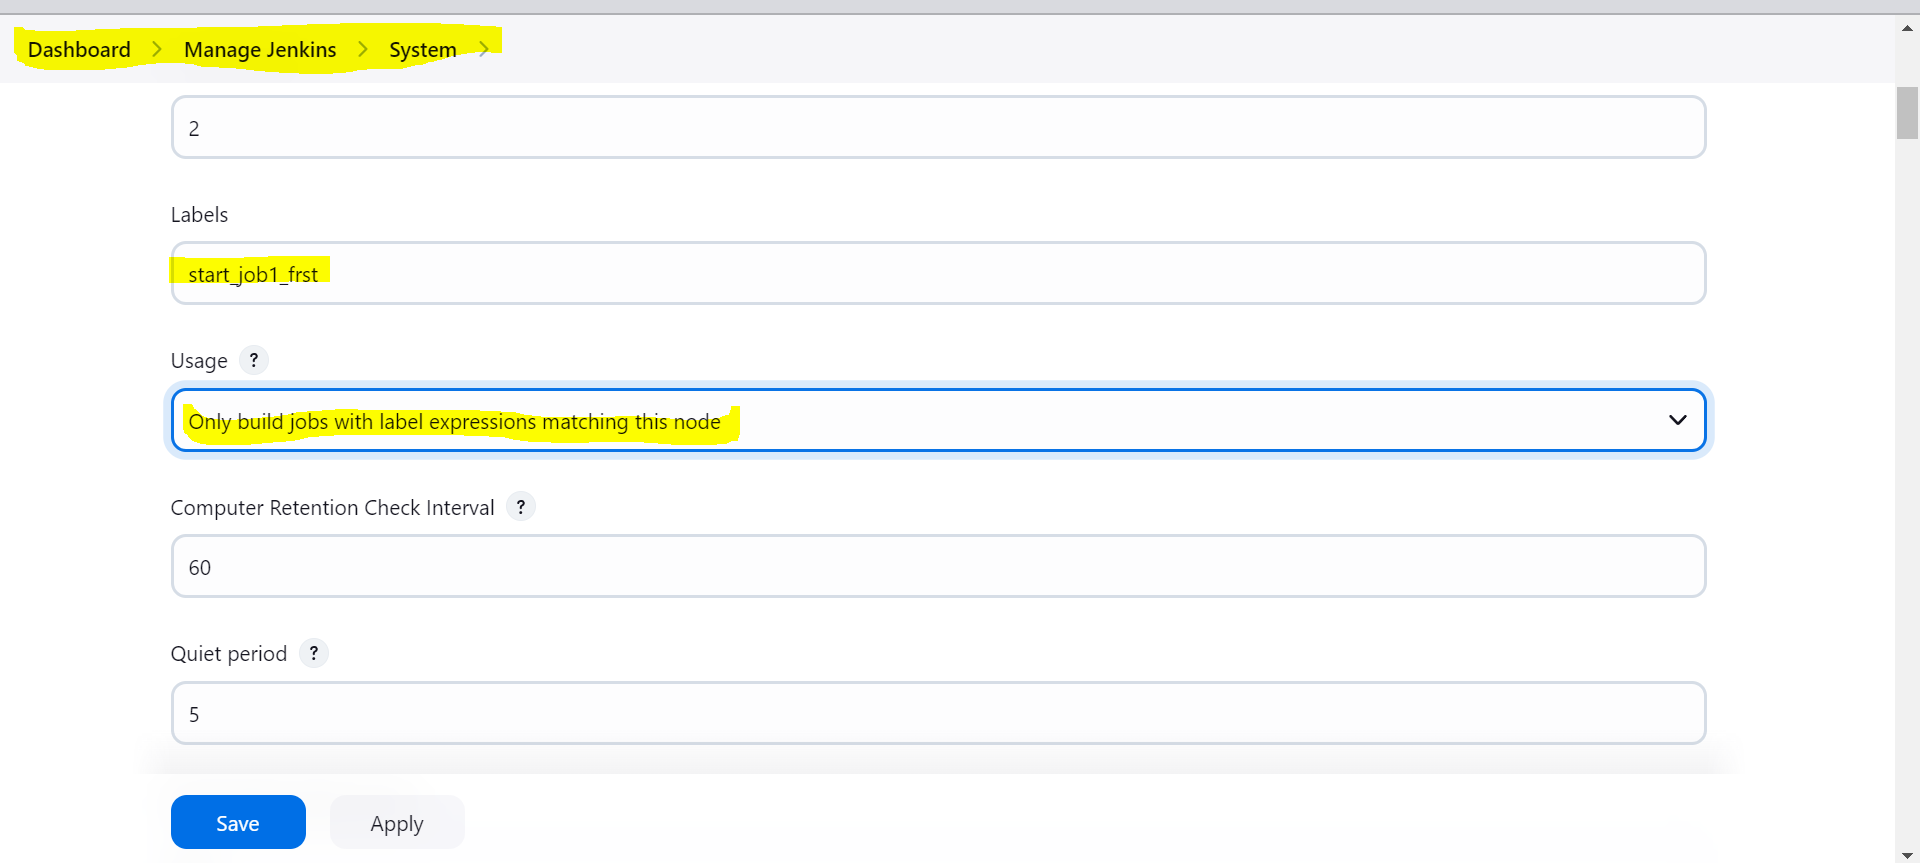 Dashboard > Manage Jenkins > System >
2
Labels
start_job1_frst
Usage ?
Only build jobs with label expressions matching this node
Computer Retention Check Interval ?
60
Quiet period ?
5
Save Apply